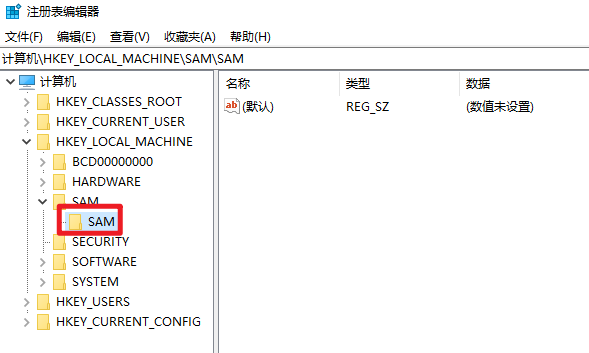 注册表编辑器
文件(F) 编辑(E) 查看(V) 收藏夹(A) 帮助(H)
计算机\HKEY_LOCAL_MACHINE\SAM\SAM
计算机
HKEY_CLASSES_ROOT
HKEY_CURRENT_USER
HKEY_LOCAL_MACHINE
BCD00000000
HARDWARE
SAM
SAM
SECURITY
SOFTWARE
SYSTEM
HKEY_USERS
HKEY_CURRENT_CONFIG
名称 类型 数据
ab (默认) REG_SZ (数值未设置)